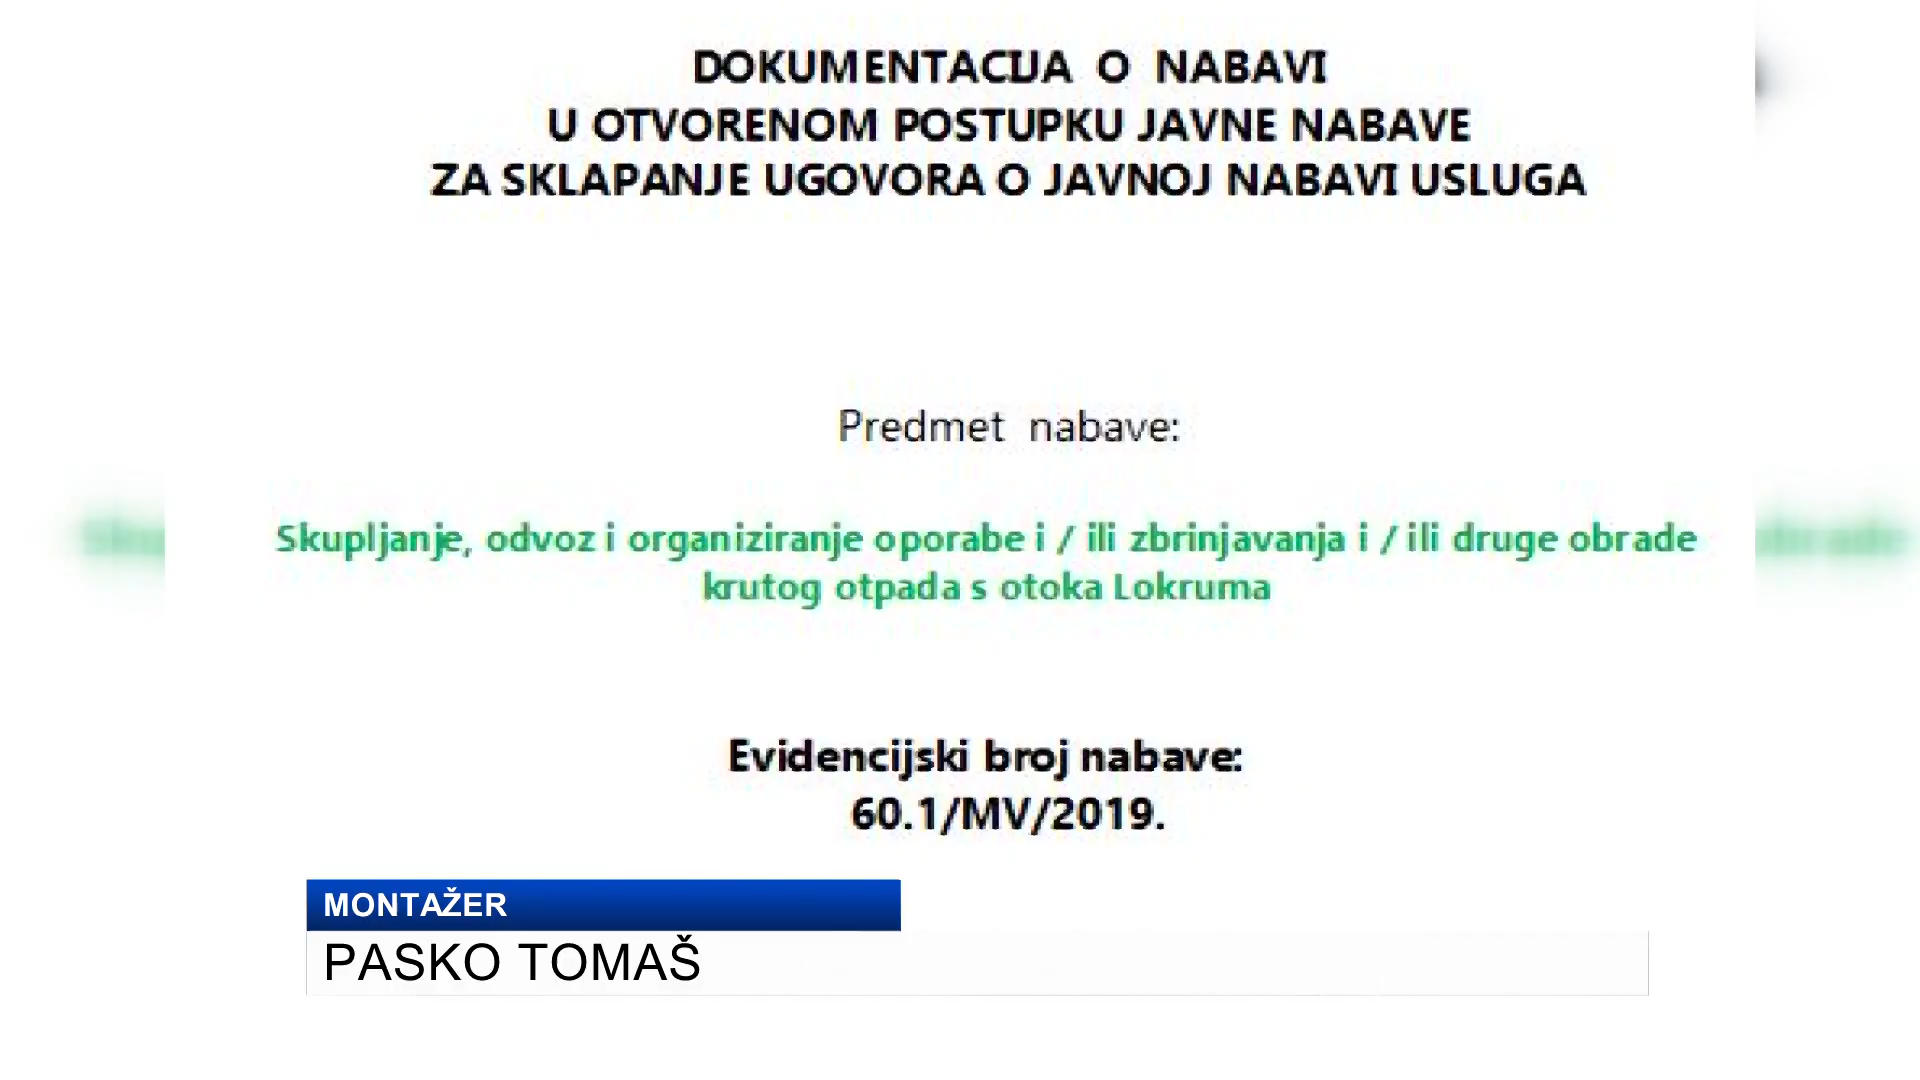 DOKUMENTACIJA O NABAVI
U OTVORENOM POSTUPKU JAVNE NABAVE
ZA SKLAPANJE UGOVORA O JAVNOJ NABAVI USLUGA
Predmet nabave:
Skupljanje, odvoz i organiziranje oporabe i / ili zbrinjavanja i / ili druge obrade
krutog otpada s otoka Lokruma
Evidencijski broj nabave:
60.1/MV/2019.
MONTAŽER
PASKO TOMAŠ